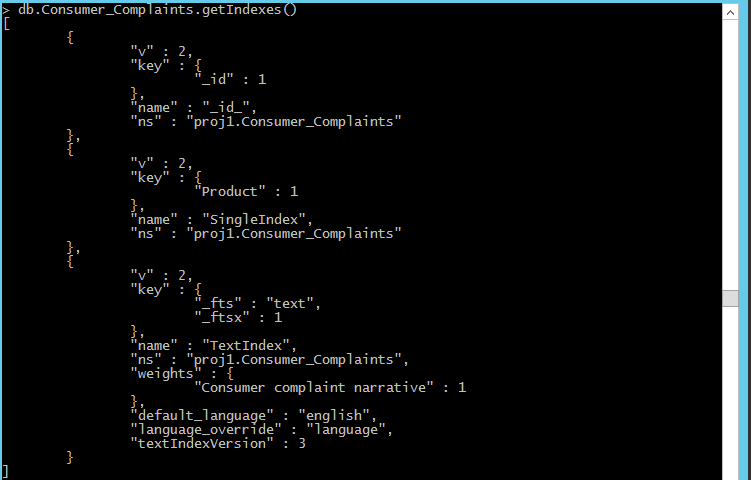 > db.Consumer_Complaints.getIndexes()
[
{
"v" : 2,
"key" : {
"_id" : 1
},
"name" : "_id_",
"ns" : "proj1.Consumer_Complaints"
},
{
"v" : 2,
"key" : {
"Product" : 1
},
"name" : "SingleIndex",
"ns" : "proj1.Consumer_Complaints"
},
{
"v" : 2,
"key" : {
"_fts" : "text",
"_ftsx" : 1
},
"name" : "TextIndex",
"ns" : "proj1.Consumer_Complaints",
"weights" : {
"Consumer complaint narrative" : 1
},
"default_language" : "english",
"language_override" : "language",
"textIndexVersion" : 3
}
]